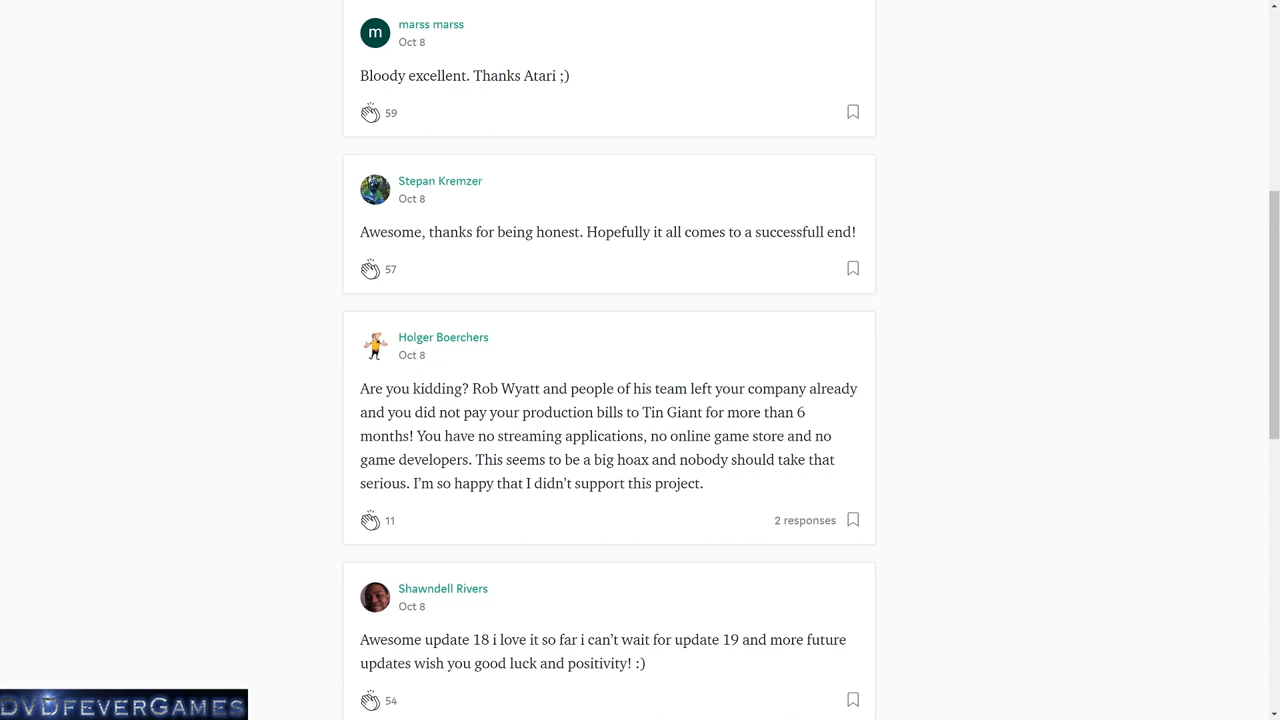 m
marss marss
Oct 8
Bloody excellent. Thanks Atari ;)
59
Stepan Kremzer
Oct 8
Awesome, thanks for being honest. Hopefully it all comes to a successfull end!
57
Holger Boerchers
Oct 8
Are you kidding? Rob Wyatt and people of his team left your company already
and you did not pay your production bills to Tin Giant for more than 6
months! You have no streaming applications, no online game store and no
game developers. This seems to be a big hoax and nobody should take that
serious. I’m so happy that I didn’t support this project.
11
2 responses
Shawndell Rivers
Oct 8
Awesome update 18 i love it so far i can’t wait for update 19 and more future
updates wish you good luck and positivity! :)
54
DVDFEVERGAMES